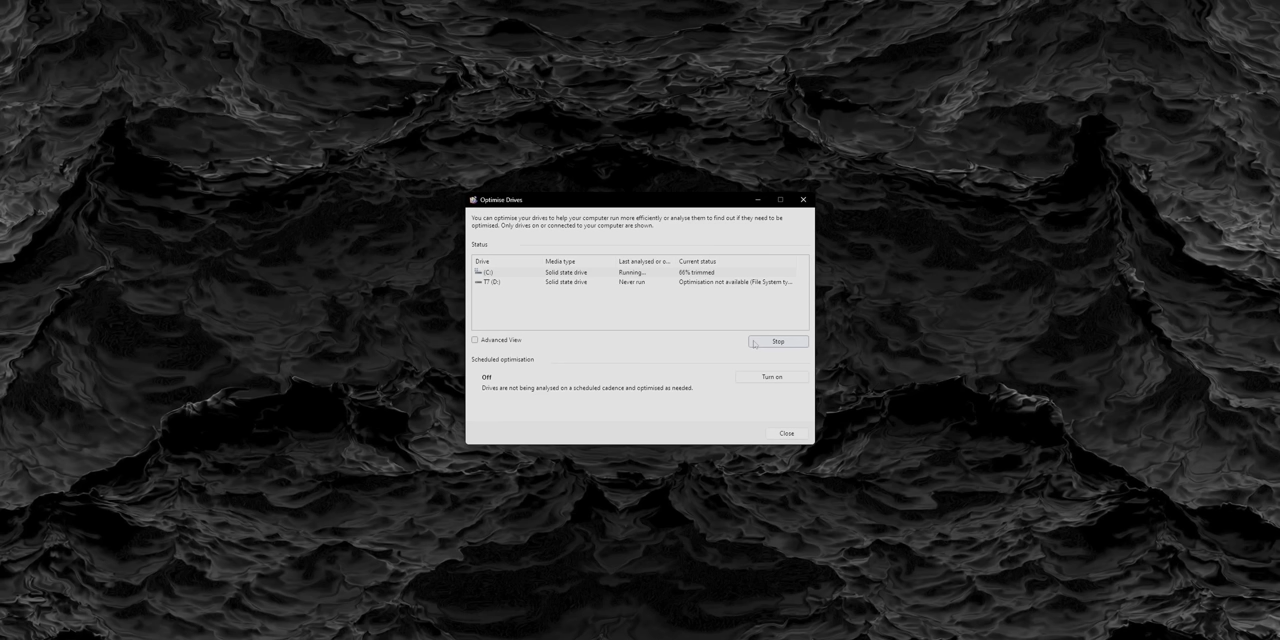 Optimise Drives
You can optimise your drives to help your computer run more efficiently or analyse them to find out if they need to be
optimised. Only drives on or connected to your computer are shown.
Status
Drive Media type Last analysed or o... Current status
(C:) Solid state drive Running... 66% trimmed
T7 (D:) Solid state drive Never run Optimisation not available (File System ty...
Advanced View
Stop
Scheduled optimisation
Off
Turn on
Drives are not being analysed on a scheduled cadence and optimised as needed.
Close